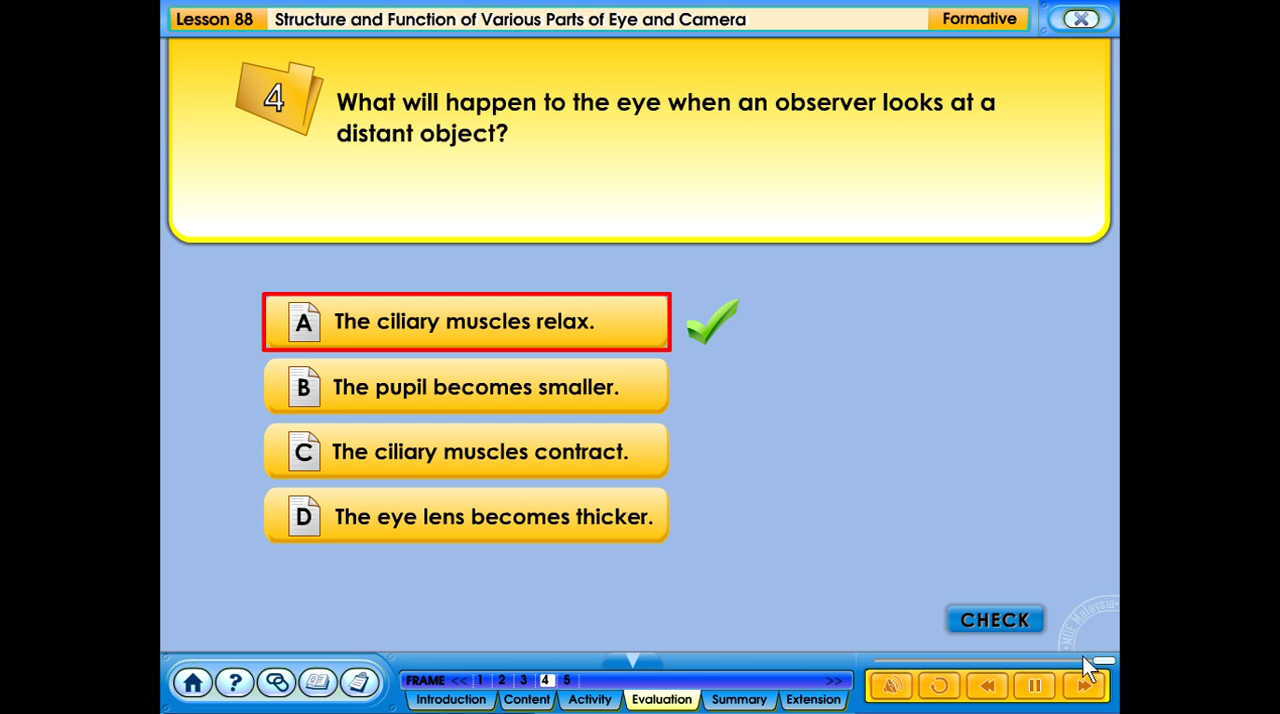 Lesson 88 Structure and Function of Various Parts of Eye and Camera Formative
4
What will happen to the eye when an observer looks at a
distant object?
A The ciliary muscles relax.
B The pupil becomes smaller.
C The ciliary muscles contract.
D The eye lens becomes thicker.
CHECK
MOE Malaysia
?
FRAME << 1 2 3 4 5 >>
Introduction Content Activity Evaluation Summary Extension